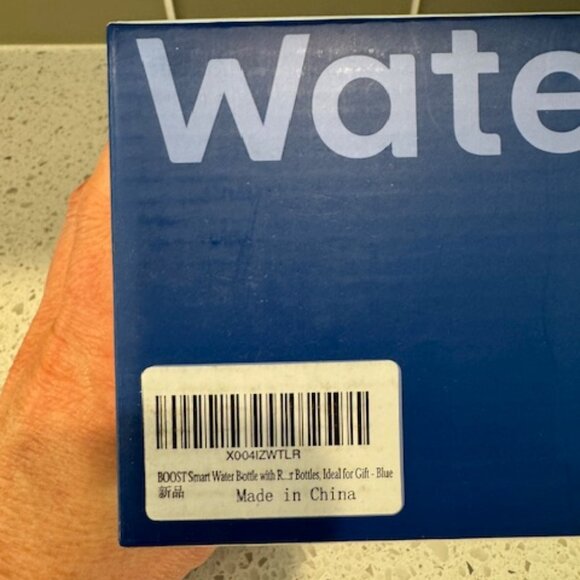 Wate
X004IZWTLR
BOOST Smart Water Bottle with R...r Bottles, Ideal for Gift - Blue
新品
Made in China